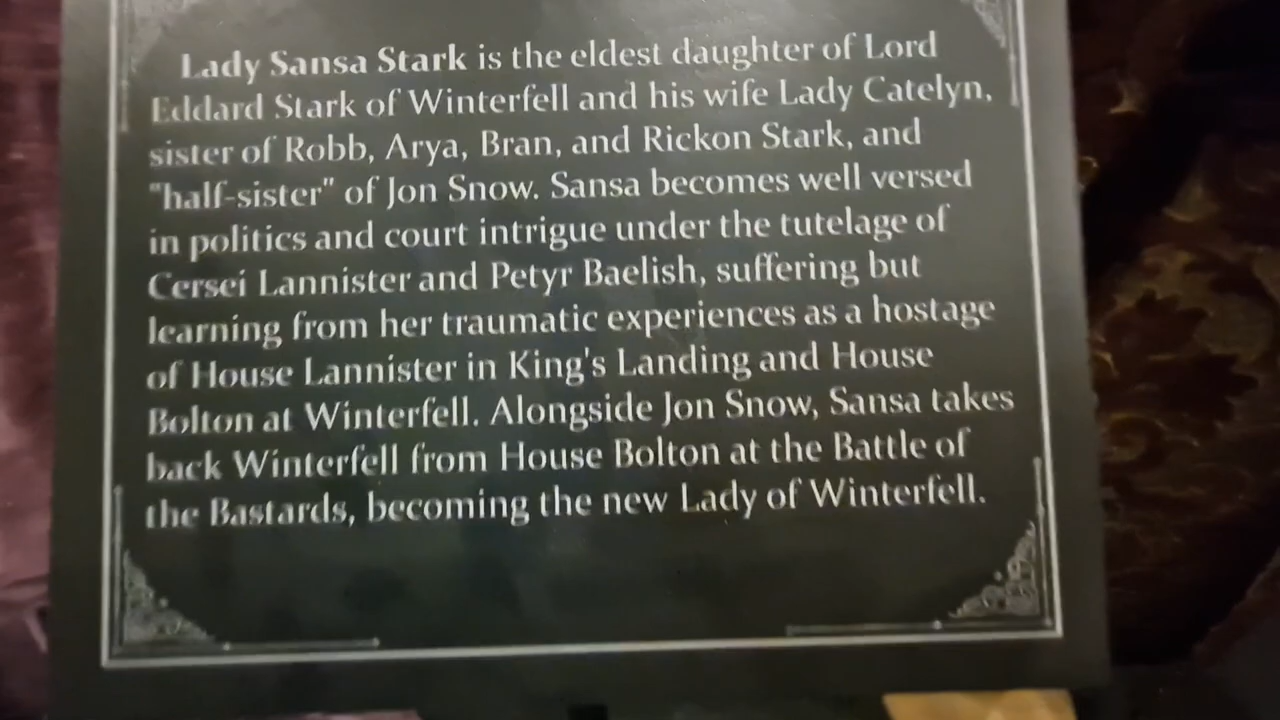 Lady Sansa Stark is the eldest daughter of Lord
Eddard Stark of Winterfell and his wife Lady Catelyn,
sister of Robb, Arya, Bran, and Rickon Stark, and
"half-sister" of Jon Snow. Sansa becomes well versed
in politics and court intrigue under the tutelage of
Cersei Lannister and Petyr Baelish, suffering but
learning from her traumatic experiences as a hostage
of House Lannister in King's Landing and House
Bolton at Winterfell. Alongside Jon Snow, Sansa takes
back Winterfell from House Bolton at the Battle of
the Bastards, becoming the new Lady of Winterfell.